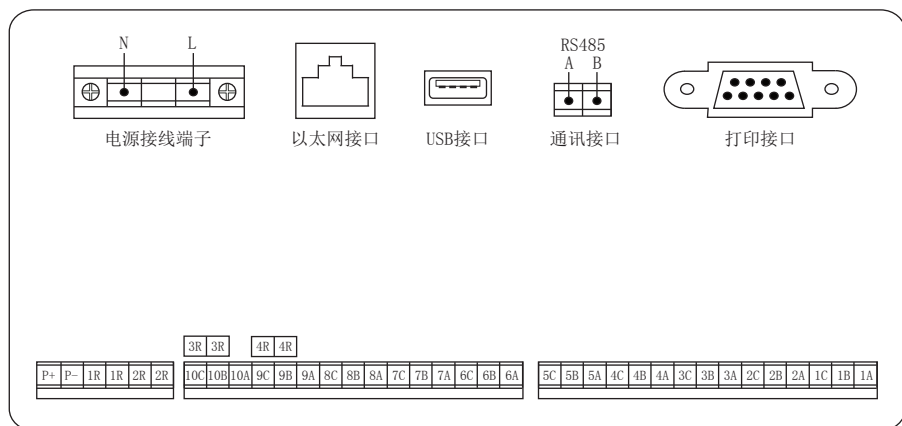 N L
RS485
A B
电源接线端子 以太网接口 USB接口 通讯接口 打印接口
3R 3R 4R 4R
P+ P- 1R 1R 2R 2R 10C 10B 10A 9C 9B 9A 8C 8B 8A 7C 7B 7A 6C 6B 6A 5C 5B 5A 4C 4B 4A 3C 3B 3A 2C 2B 2A 1C 1B 1A